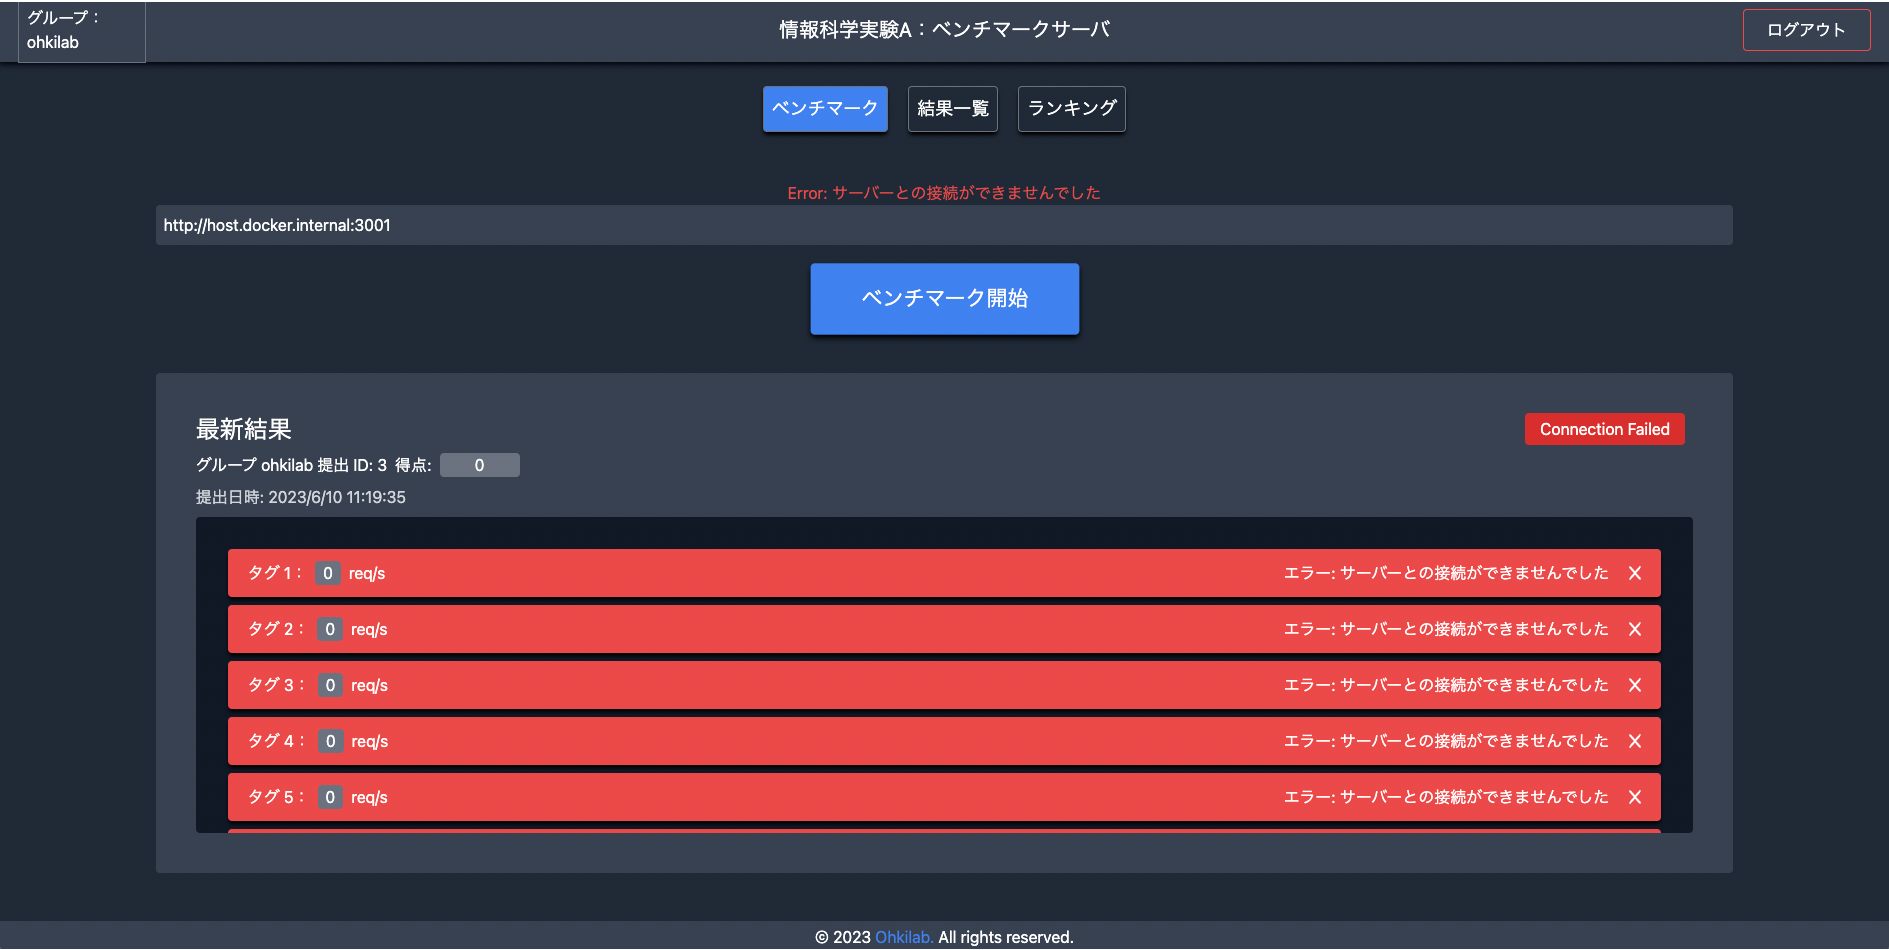 グループ：
ohkilab
情報科学実験A：ベンチマークサーバ
ログアウト
ベンチマーク
結果一覧
ランキング
Error: サーバーとの接続ができませんでした
http://host.docker.internal:3001
ベンチマーク開始
最新結果
Connection Failed
グループ ohkilab 提出 ID: 3 得点: 0
提出日時: 2023/6/10 11:19:35
タグ 1： 0 req/s エラー: サーバーとの接続ができませんでした X
タグ 2： 0 req/s エラー: サーバーとの接続ができませんでした X
タグ 3： 0 req/s エラー: サーバーとの接続ができませんでした X
タグ 4： 0 req/s エラー: サーバーとの接続ができませんでした X
タグ 5： 0 req/s エラー: サーバーとの接続ができませんでした X
© 2023 Ohkilab. All rights reserved.